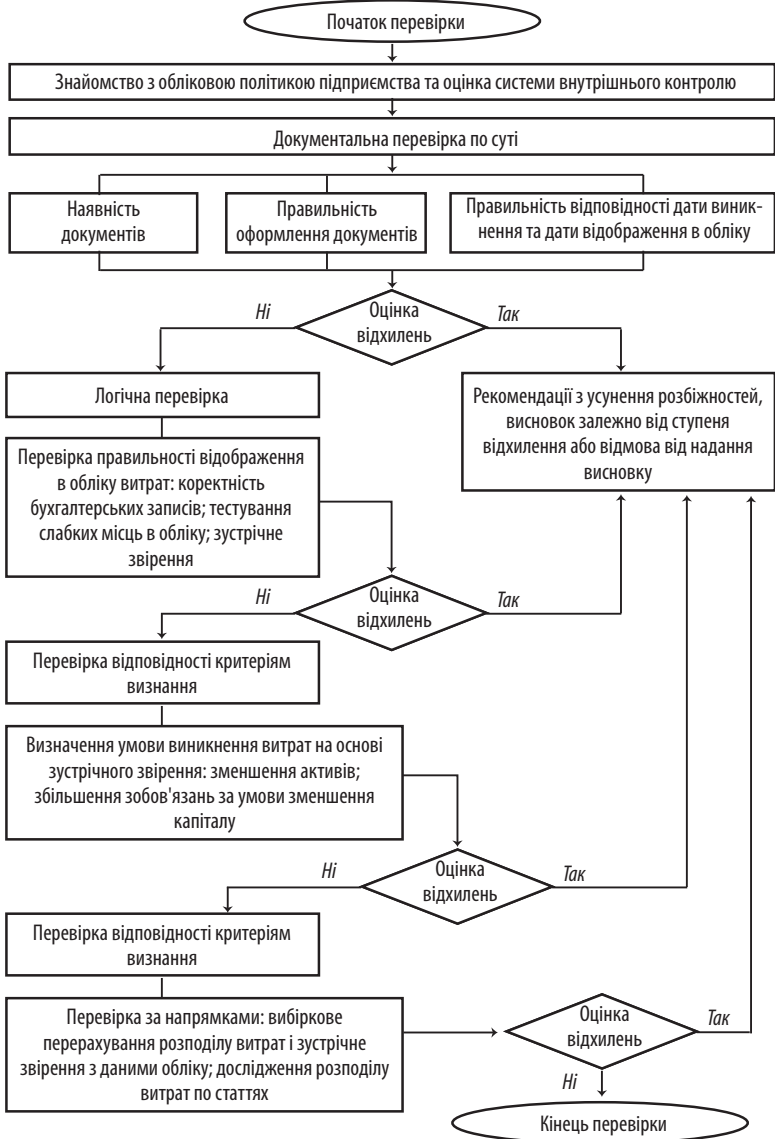 Початок перевірки
Знайомство з обліковою політикою підприємства та оцінка системи внутрішнього контролю
Документальна перевірка по суті
Наявність
документів
Правильність
оформлення документів
Правильність відповідності дати виник-
нення та дати відображення в обліку
Ні
Оцінка
відхилень
Так
Логічна перевірка
Рекомендації з усунення розбіжностей,
висновок залежно від ступеня
відхилення або відмова від надання
висновку
Перевірка правильності відображення
в обліку витрат: коректність
бухгалтерських записів; тестування
слабких місць в обліку; зустрічне
звірення
Ні
Оцінка
відхилень
Так
Перевірка відповідності критеріям
визнання
Визначення умови виникнення витрат на основі
зустрічного звірення: зменшення активів;
збільшення зобов'язань за умови зменшення
капіталу
Ні
Оцінка
відхилень
Так
Перевірка відповідності критеріям
визнання
Перевірка за напрямками: вибіркове
перерахування розподілу витрат і зустрічне
звірення з даними обліку; дослідження розподілу
витрат по статтях
Оцінка
відхилень
Так
Ні
Кінець перевірки